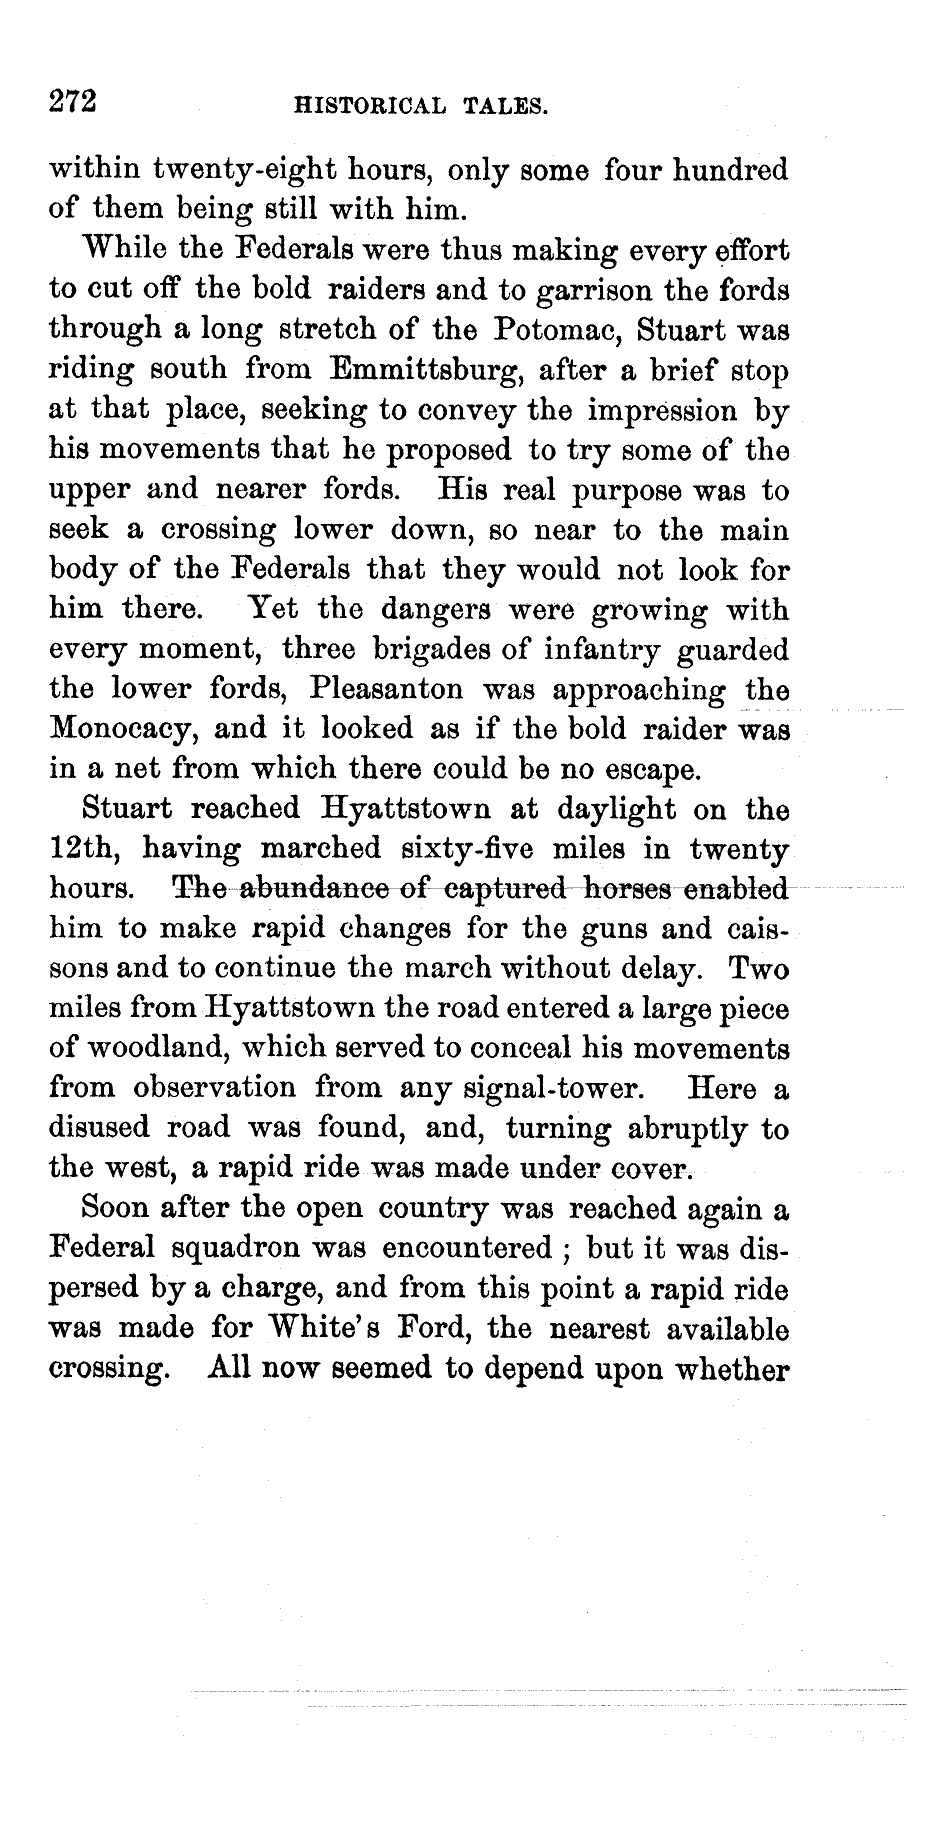 272 HISTORICAL TALES.
within twenty-eight hours, only some four hundred
of them being still with him.
While the Federals were thus making every effort
to cut off the bold raiders and to garrison the fords
through a long stretch of the Potomac, Stuart was
riding south from Emmittsburg, after a brief stop
at that place, seeking to convey the impression by
his movements that he proposed to try some of the
upper and nearer fords. His real purpose was to
seek a crossing lower down, so near to the main
body of the Federals that they would not look for
him there. Yet the dangers were growing with
every moment, three brigades of infantry guarded
the lower fords, Pleasanton was approaching the
Monocacy, and it looked as if the bold raider was
in a net from which there could be no escape.
Stuart reached Hyattstown at daylight on the
12th, having marched sixty-five miles in twenty
hours. The abundance of captured horses enabled
him to make rapid changes for the guns and cais-
sons and to continue the march without delay. Two
miles from Hyattstown the road entered a large piece
of woodland, which served to conceal his movements
from observation from any signal-tower. Here a
disused road was found, and, turning abruptly to
the west, a rapid ride was made under cover.
Soon after the open country was reached again a
Federal squadron was encountered ; but it was dis-
persed by a charge, and from this point a rapid ride
was made for White's Ford, the nearest available
crossing. All now seemed to depend upon whether